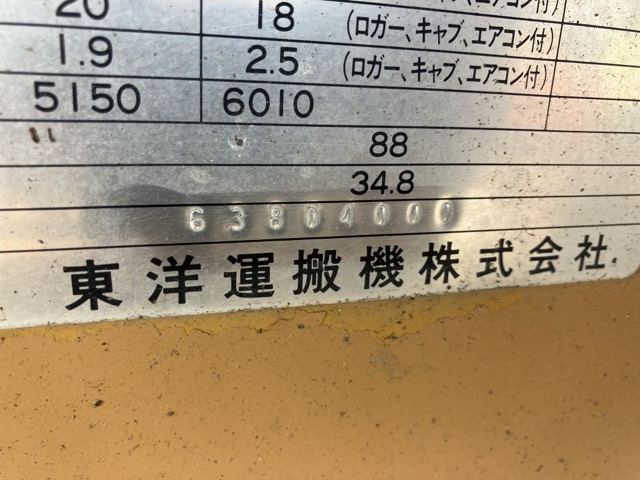 20 18 (ロガー、キャブ、エアコン付)
1.9 2.5 (ロガー、キャブ、エアコン付)
5150 6010
88
34.8
63804000
東洋運搬機株式会社